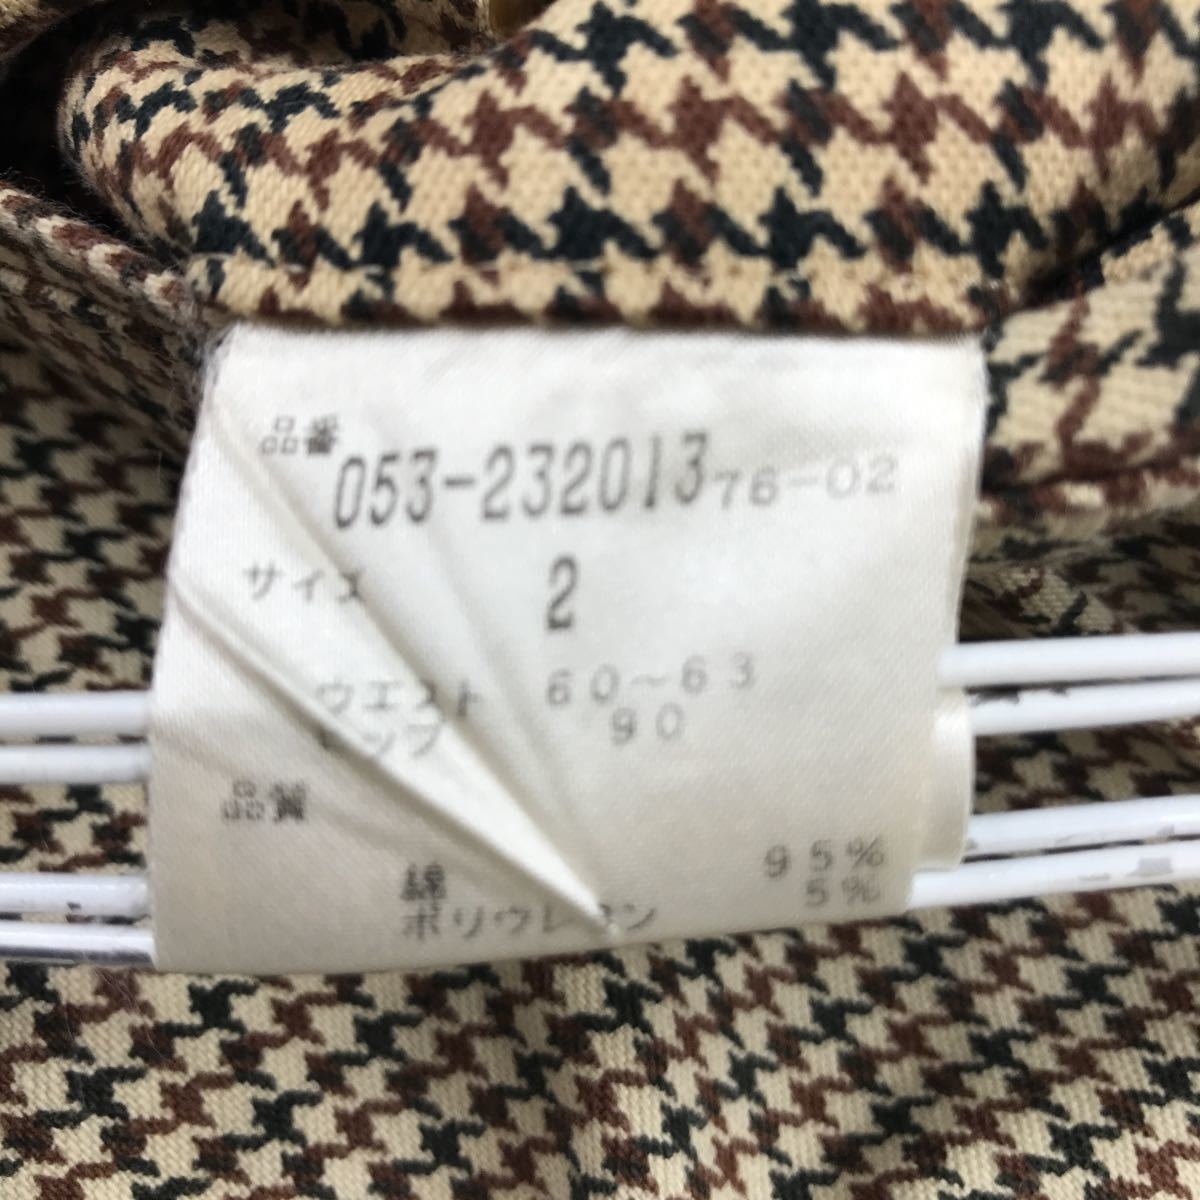 品番 053-232013 76-02
サイズ 2
ウエスト 60~63
ヒップ 90
品質
綿 95%
ポリウレタン 5%